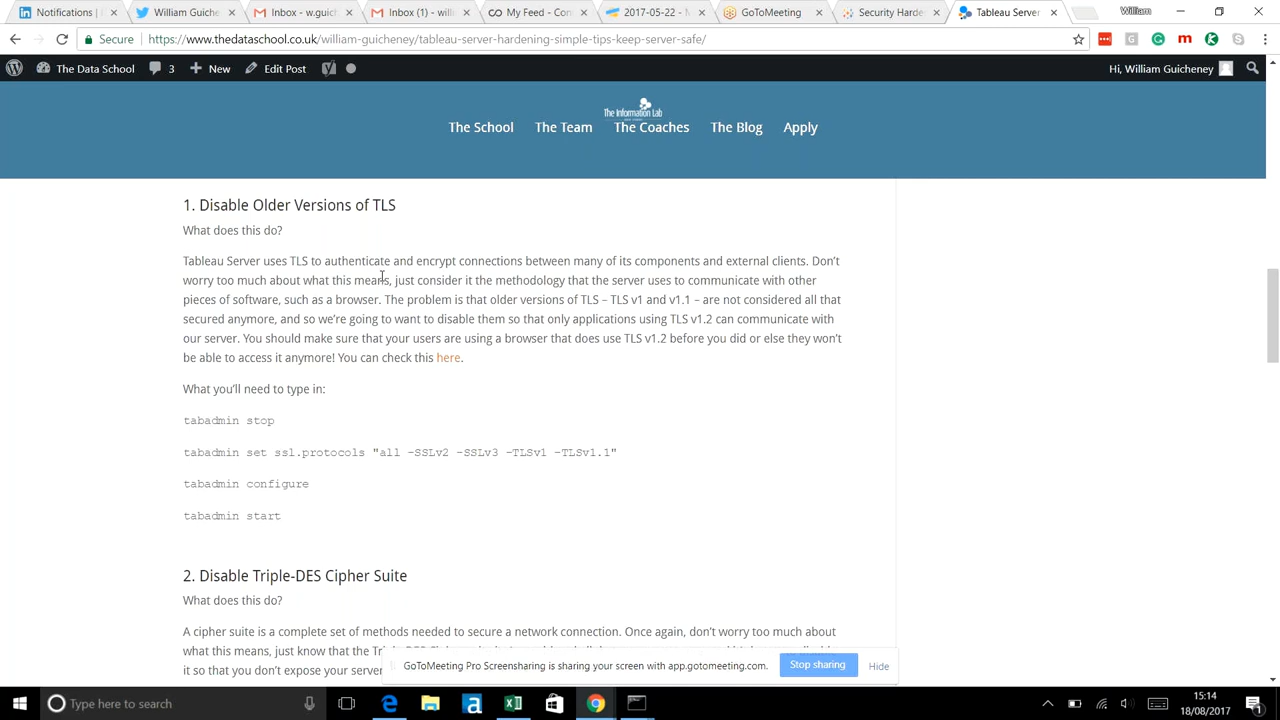 Notifications |
William Guiche
Inbox - w.guich
Inbox (1) - willi
My Feed - Con
2017-05-22 - M
GoToMeeting
Security Harde
Tableau Server
William
Secure
https://www.thedataschool.co.uk/william-guicheney/tableau-server-hardening-simple-tips-keep-server-safe/
The Data School
3
New
Edit Post
Hi, William Guicheney
The Information Lab
The School
The Team
The Coaches
The Blog
Apply
1. Disable Older Versions of TLS
What does this do?
Tableau Server uses TLS to authenticate and encrypt connections between many of its components and external clients. Don't
worry too much about what this means, just consider it the methodology that the server uses to communicate with other
pieces of software, such as a browser. The problem is that older versions of TLS – TLS v1 and v1.1 – are not considered all that
secured anymore, and so we're going to want to disable them so that only applications using TLS v1.2 can communicate with
our server. You should make sure that your users are using a browser that does use TLS v1.2 before you did or else they won't
be able to access it anymore! You can check this here.
What you'll need to type in:
tabadmin stop
tabadmin set ssl.protocols "all -SSLv2 -SSLv3 -TLSv1 -TLSv1.1"
tabadmin configure
tabadmin start
2. Disable Triple-DES Cipher Suite
What does this do?
A cipher suite is a complete set of methods needed to secure a network connection. Once again, don't worry too much about
what this means, just know that the
it so that you don't expose your server
GoToMeeting Pro Screensharing is sharing your screen with app.gotomeeting.com.
Stop sharing
Hide
Type here to search
15:14
18/08/2017
1